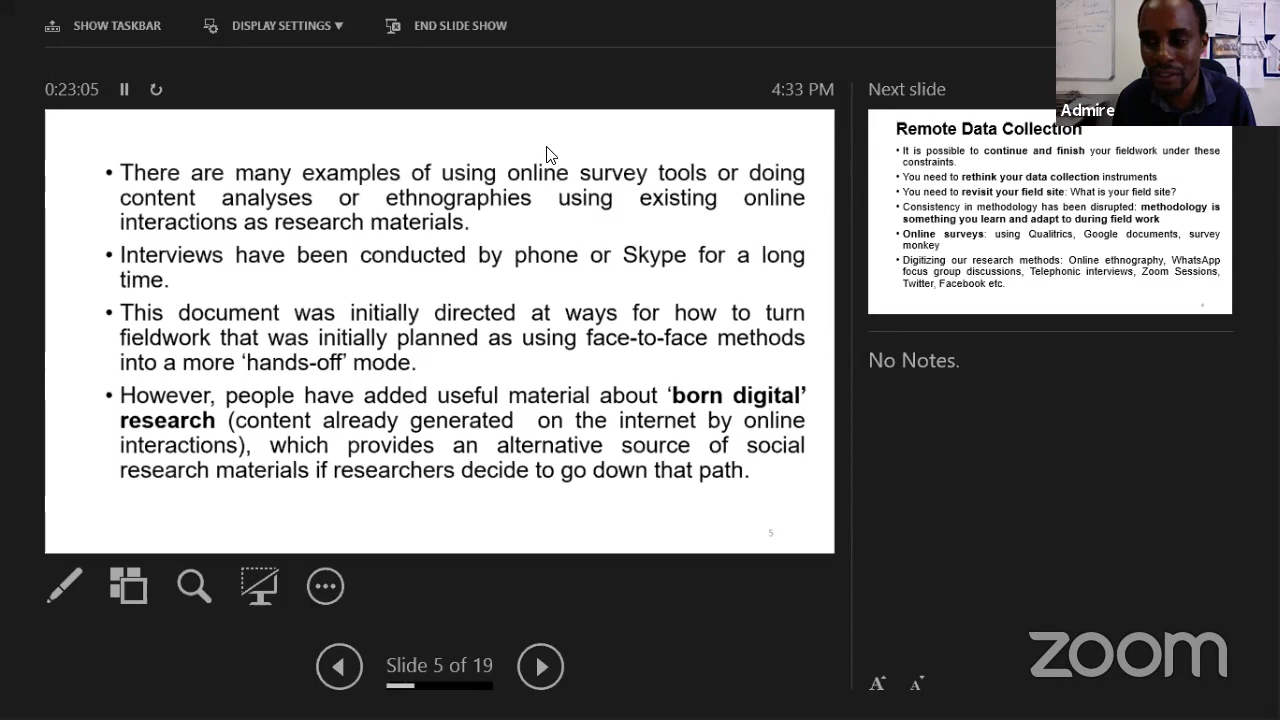 SHOW TASKBAR
DISPLAY SETTINGS ▼
END SLIDE SHOW
0:23:05
4:33 PM
• There are many examples of using online survey tools or doing
content analyses or ethnographies using existing online
interactions as research materials.
• Interviews have been conducted by phone or Skype for a long
time.
• This document was initially directed at ways for how to turn
fieldwork that was initially planned as using face-to-face methods
into a more ‘hands-off’ mode.
• However, people have added useful material about ‘born digital’
research (content already generated on the internet by online
interactions), which provides an alternative source of social
research materials if researchers decide to go down that path.
5
Slide 5 of 19
Next slide
Admire
Remote Data Collection
• It is possible to continue and finish your fieldwork under these
constraints.
• You need to rethink your data collection instruments
• You need to revisit your field site: What is your field site?
• Consistency in methodology has been disrupted: methodology is
something you learn and adapt to during field work
• Online surveys: using Qualitrics, Google documents, survey
monkey
• Digitizing our research methods: Online ethnography, WhatsApp
focus group discussions, Telephonic interviews, Zoom Sessions,
Twitter, Facebook etc.
No Notes.
zoom
A A